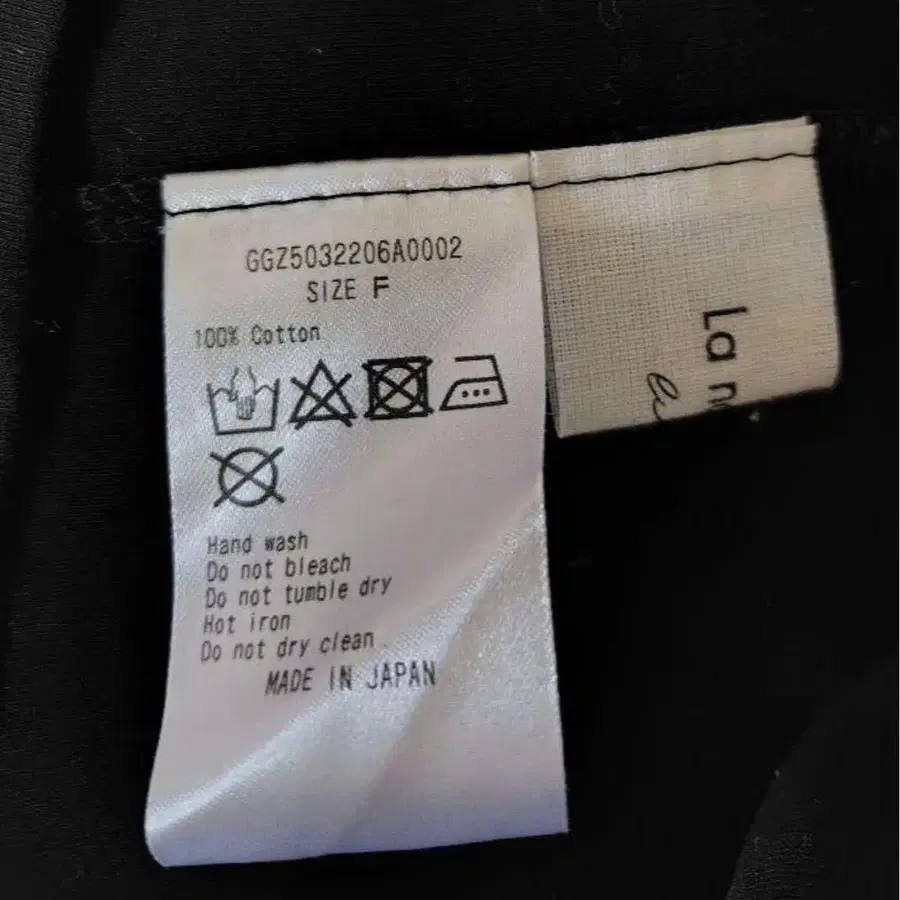 GGZ5032206A0002
SIZE F
100% Cotton
Hand wash
Do not bleach
Do not tumble dry
Hot iron
Do not dry clean
MADE IN JAPAN
La